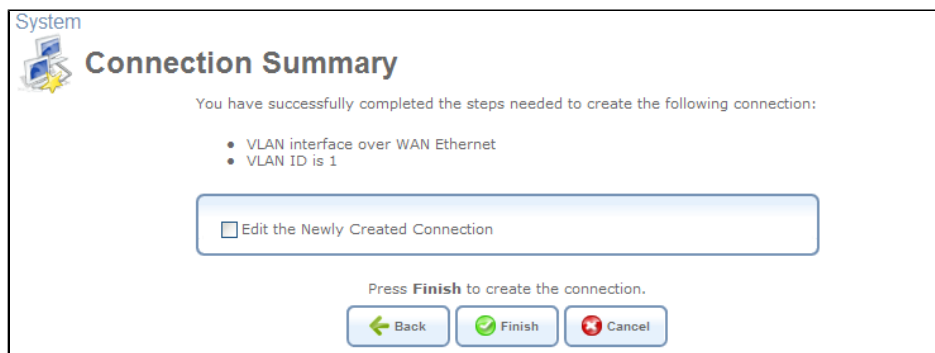 System
Connection Summary
You have successfully completed the steps needed to create the following connection:
• VLAN interface over WAN Ethernet
• VLAN ID is 1
Edit the Newly Created Connection
Press Finish to create the connection.
Back Finish Cancel